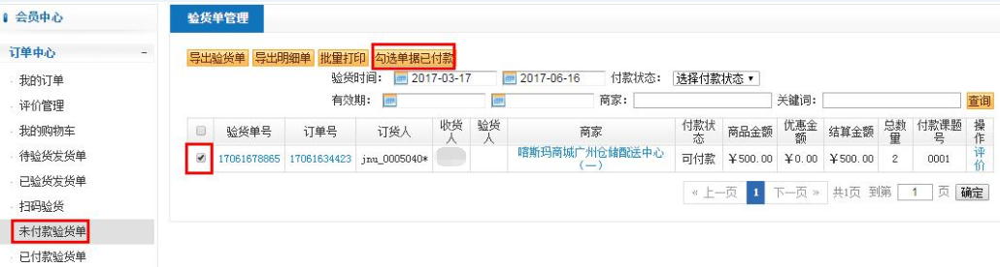 会员中心
订单中心 −
我的订单
评价管理
我的购物车
待验货发货单
已验货发货单
扫码验货
未付款验货单
已付款验货单
验货单管理
导出验货单 导出明细单 批量打印 勾选单据已付款
验货时间： 2017-03-17 2017-06-16 付款状态： 选择付款状态
有效期： 商家： 关键词： 查询
验货单号 订单号 订货人 收货人 验货人 商家 付款状态 商品金额 优惠金额 结算金额 总数量 付款课题号 操作
17061678865 17061634423 jnu_0005040* 喀斯玛商城广州仓储配送中心（一） 可付款 ￥500.00 ￥0.00 ￥500.00 2 0001 评价
« 上一页 1 下一页 » 共1页 到第 1 页 确定